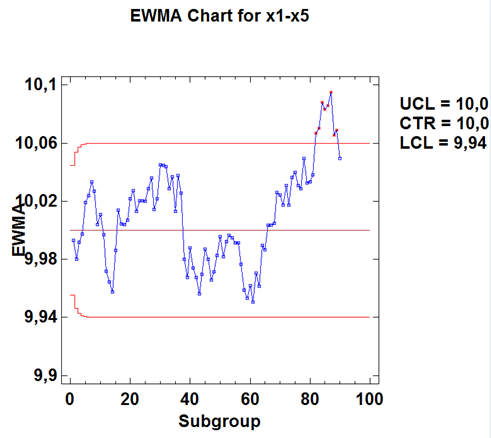 EWMA Chart for x1-x5
10,1
10,06
10,02
9,98
9,94
9,9
EWMA
0
20
40
60
80
100
Subgroup
UCL = 10,0
CTR = 10,0
LCL = 9,94